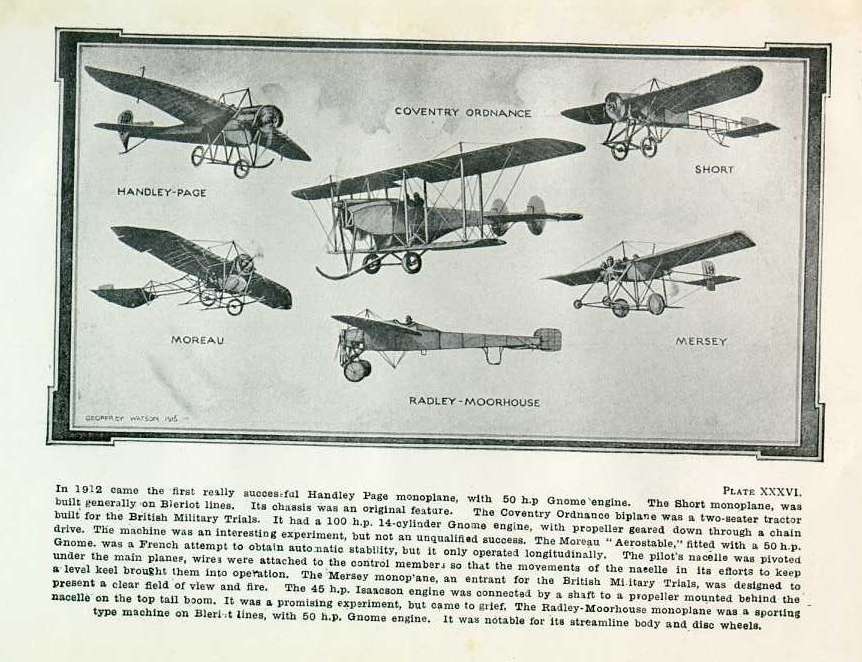 COVENTRY ORDNANCE
SHORT
HANDLEY-PAGE
MOREAU
MERSEY
RADLEY-MOORHOUSE
GEOFFREY WATSON 1915
PLATE XXXVI.
In 1912 came the first really successful Handley Page monoplane, with 50 h.p Gnome engine. The Short monoplane, was
built generally on Bleriot lines. Its chassis was an original feature. The Coventry Ordnance biplane was a two-seater tractor
built for the British Military Trials. It had a 100 h.p. 14-cylinder Gnome engine, with propeller geared down through a chain
drive. The machine was an interesting experiment, but not an unqualified success. The Moreau "Aerostable," fitted with a 50 h.p.
Gnome. was a French attempt to obtain automatic stability, but it only operated longitudinally. The pilot's nacelle was pivoted
under the main planes, wires were attached to the control members so that the movements of the nacelle in its efforts to keep
a level keel brought them into operation. The Mersey monop'ane, an entrant for the British Military Trials, was designed to
present a clear field of view and fire. The 45 h.p. Isaacson engine was connected by a shaft to a propeller mounted behind the
nacelle on the top tail boom. It was a promising experiment, but came to grief. The Radley-Moorhouse monoplane was a sporting
type machine on Bleriot lines, with 50 h.p. Gnome engine. It was notable for its streamline body and disc wheels.